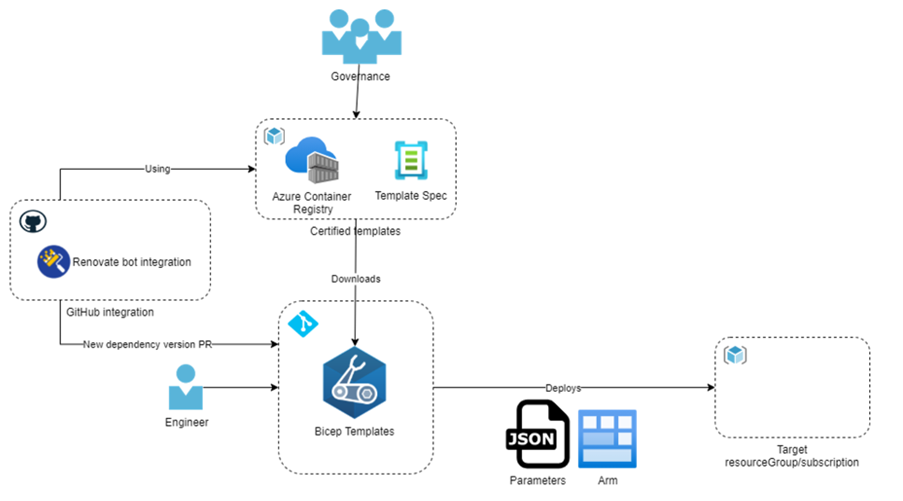 Governance
Using
Azure Container
Registry
Template Spec
Certified templates
Renovate bot integration
GitHub integration
Downloads
New dependency version PR
Engineer
Bicep Templates
Deploys
JSON
Parameters
Arm
Target
resourceGroup/subscription